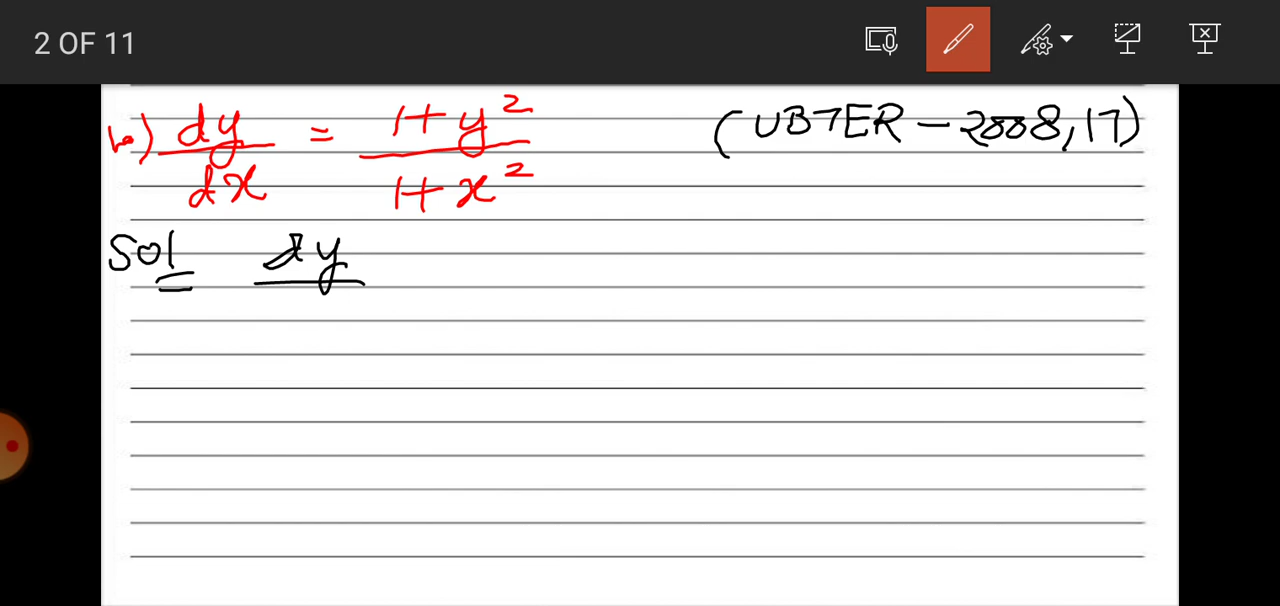 2 OF 11
b) dy/dx = (1+y²)/(1+x²) (UBTER – 2008, 17)
Sol dy